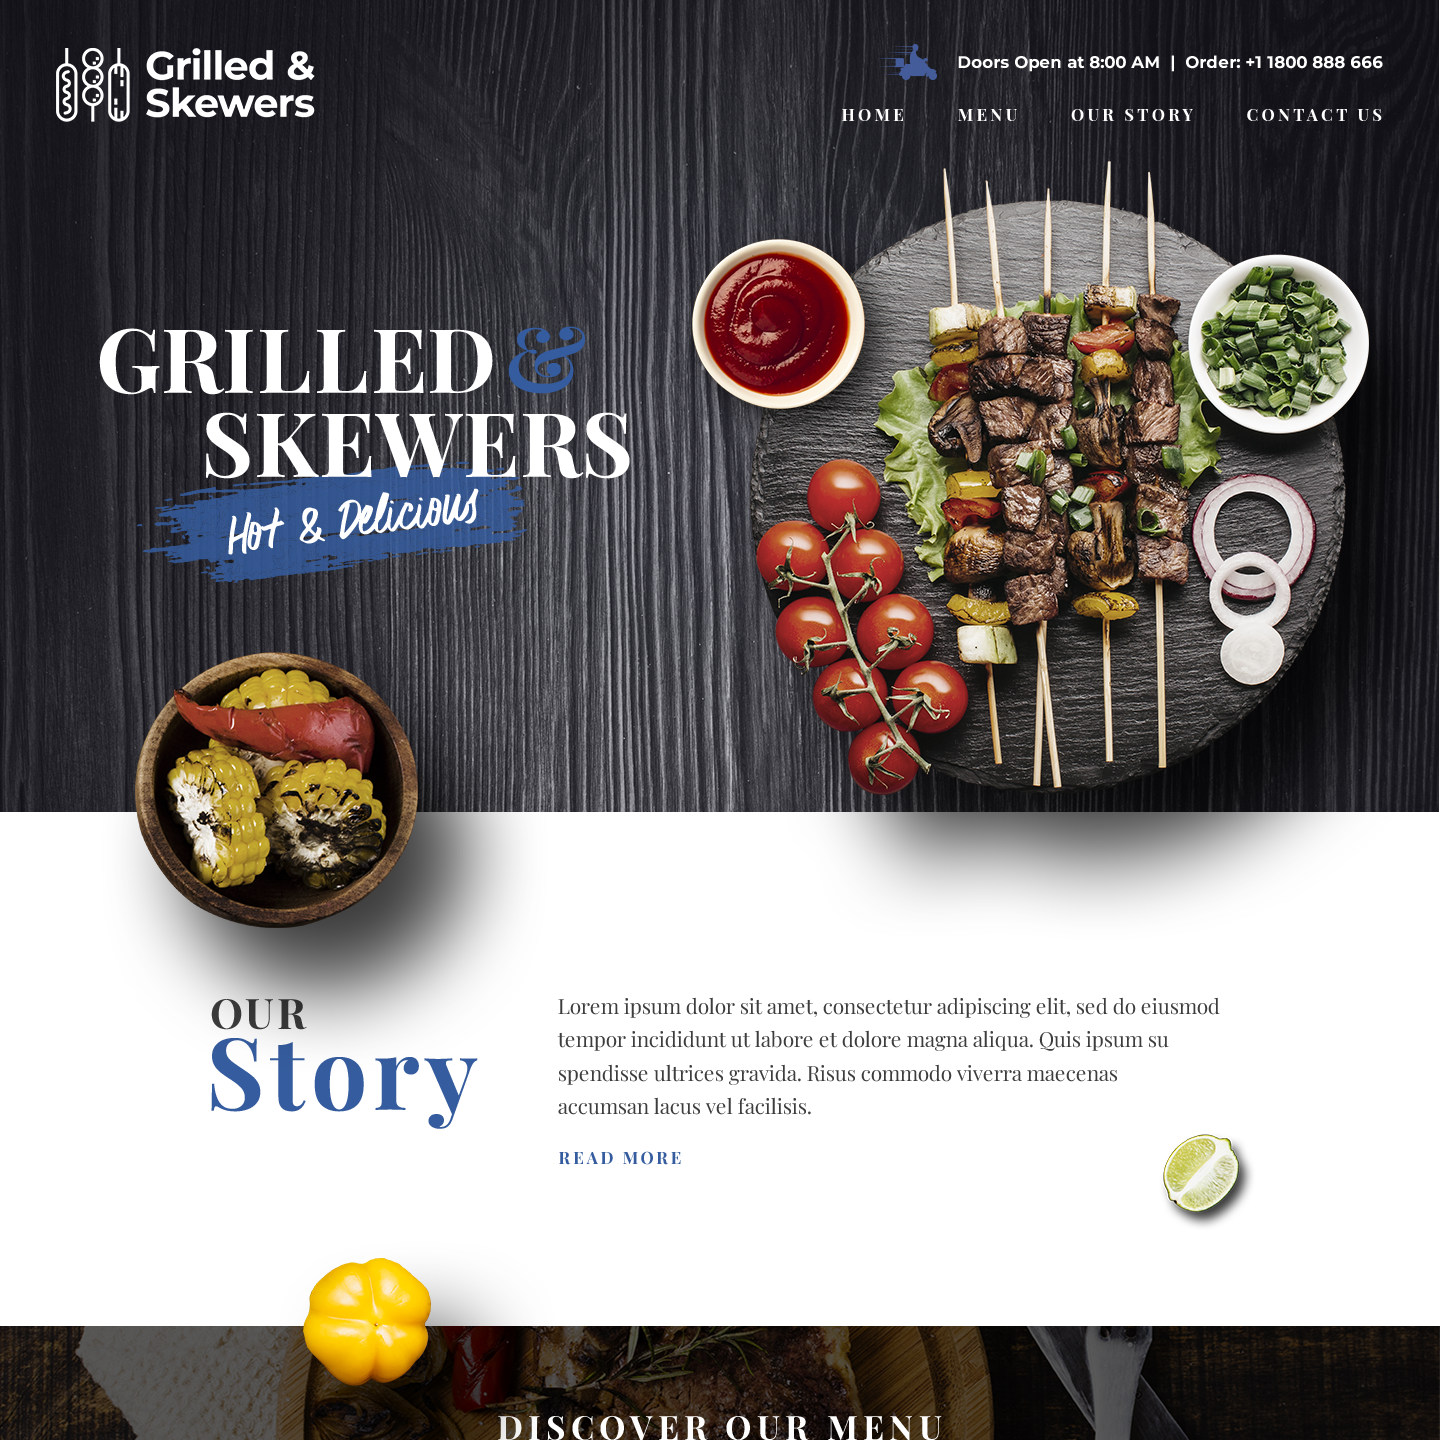 Grilled &
Skewers
Doors Open at 8:00 AM | Order: +1 1800 888 666
HOME MENU OUR STORY CONTACT US
GRILLED &
SKEWERS
Hot & Delicious
OUR
Story
Lorem ipsum dolor sit amet, consectetur adipiscing elit, sed do eiusmod
tempor incididunt ut labore et dolore magna aliqua. Quis ipsum su
spendisse ultrices gravida. Risus commodo viverra maecenas
accumsan lacus vel facilisis.
READ MORE
DISCOVER OUR MENU